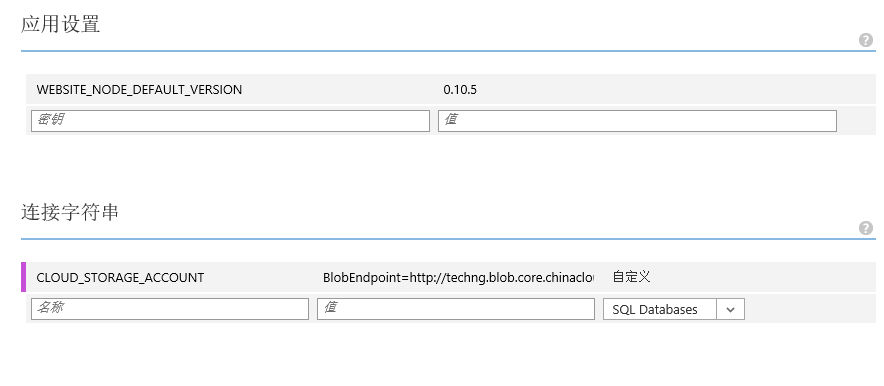 应用设置
?
WEBSITE_NODE_DEFAULT_VERSION 0.10.5
密钥 值
连接字符串
?
CLOUD_STORAGE_ACCOUNT BlobEndpoint=http://techng.blob.core.chinaclo 自定义
名称 值 SQL Databases